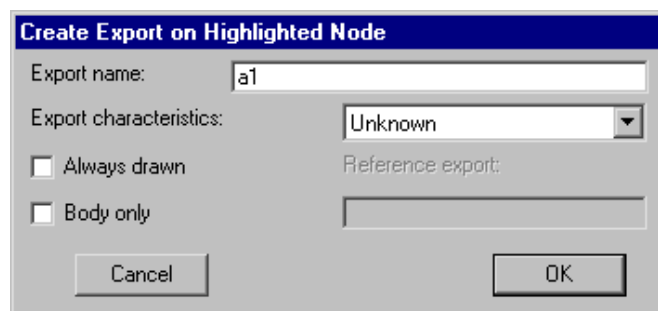 Create Export on Highlighted Node
Export name: a1
Export characteristics: Unknown
Always drawn Reference export:
Body only
Cancel OK